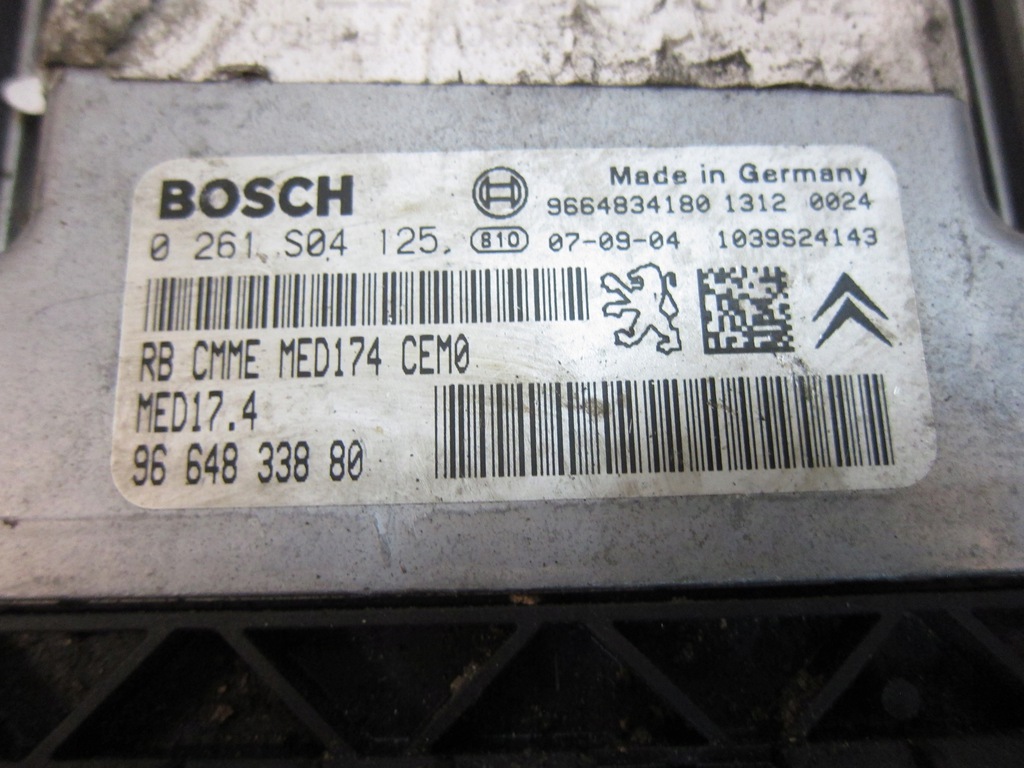 BOSCH
Made in Germany
9664834180 1312 0024
0 261 S04 125
810 07-09-04 1039S24143
RB CMME MED174 CEM0
MED17.4
96 648 338 80